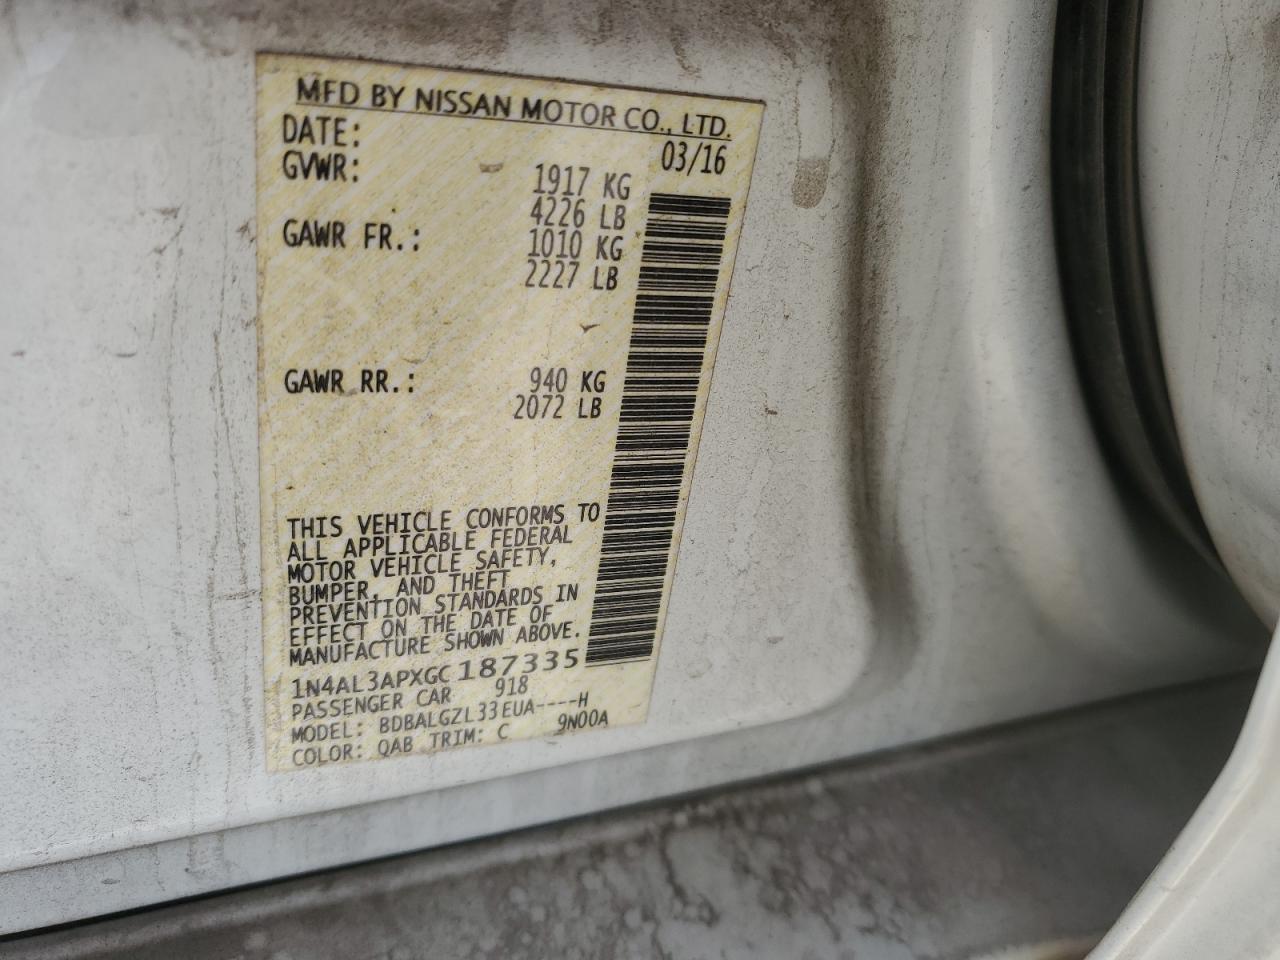 MFD BY NISSAN MOTOR CO., LTD.
DATE: 03/16
GVWR: 1917 KG
4226 LB
GAWR FR.: 1010 KG
2227 LB
GAWR RR.: 940 KG
2072 LB
THIS VEHICLE CONFORMS TO
ALL APPLICABLE FEDERAL
MOTOR VEHICLE SAFETY,
BUMPER, AND THEFT
PREVENTION STANDARDS IN
EFFECT ON THE DATE OF
MANUFACTURE SHOWN ABOVE.
1N4AL3APXGC187335
PASSENGER CAR 918
MODEL: BDBALGZL33EUA----H
COLOR: QAB TRIM: C 9N00A